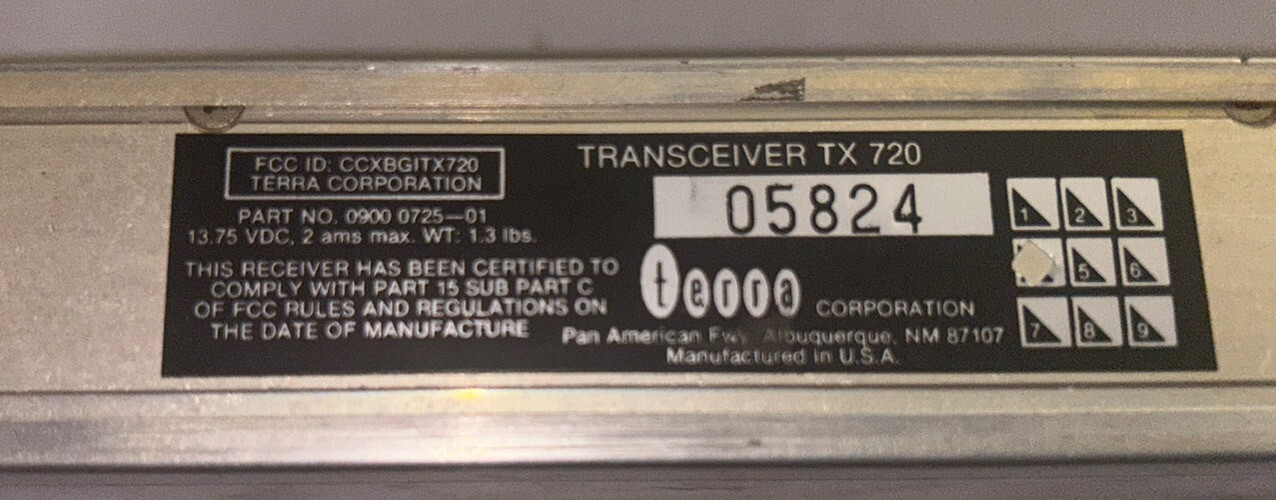 FCC ID: CCXBGITX720
TERRA CORPORATION
PART NO. 0900 0725—01
13.75 VDC, 2 ams max. WT: 1.3 lbs.
THIS RECEIVER HAS BEEN CERTIFIED TO
COMPLY WITH PART 15 SUB PART C
OF FCC RULES AND REGULATIONS ON
THE DATE OF MANUFACTURE
TRANSCEIVER TX 720
05824
terra CORPORATION
Pan American Fwy. Albuquerque, NM 87107
Manufactured in U.S.A.
1 2 3
5 6
7 8 9